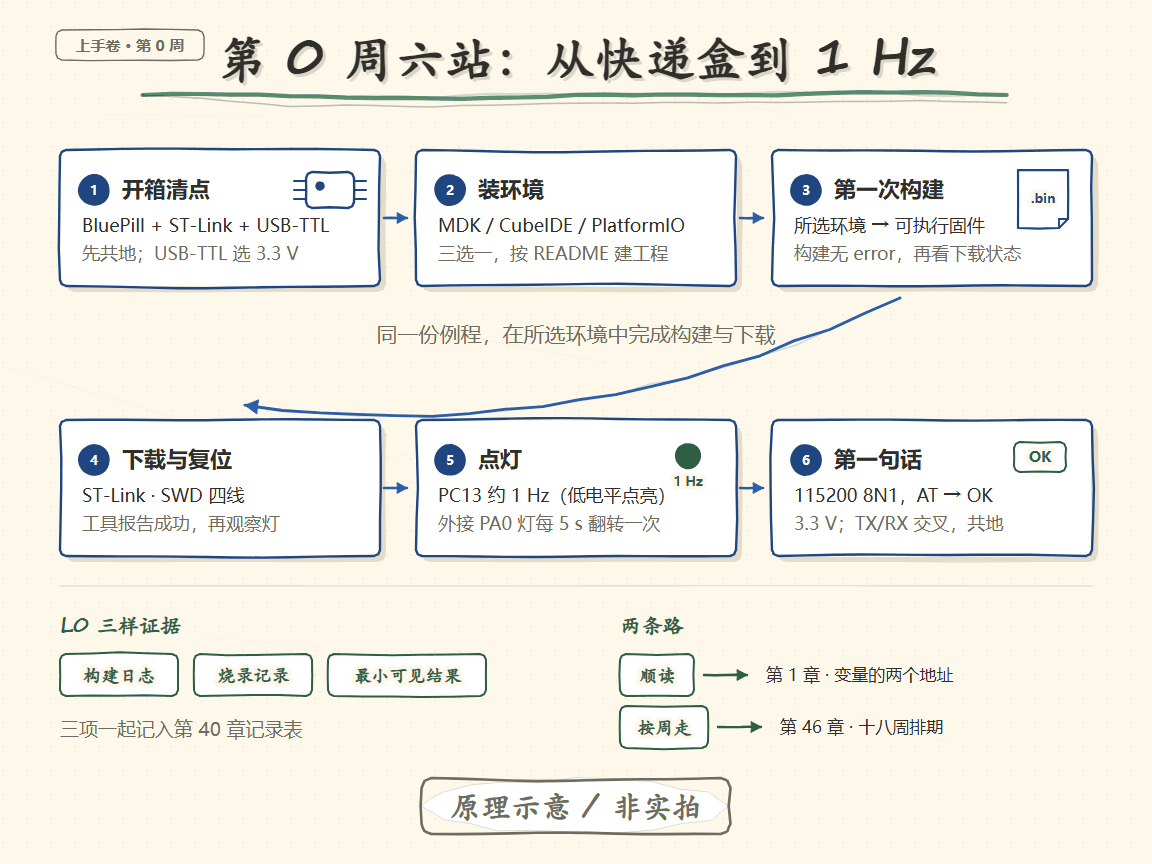 上手卷·第 0 周
第 0 周六站：从快递盒到 1 Hz
1 开箱清点
BluePill + ST-Link + USB-TTL
先共地；USB-TTL 选 3.3 V
2 装环境
MDK / CubeIDE / PlatformIO
三选一，按 README 建工程
3 第一次构建
.bin
所选环境 → 可执行固件
构建无 error，再看下载状态
同一份例程，在所选环境中完成构建与下载
4 下载与复位
ST-Link · SWD 四线
工具报告成功，再观察灯
5 点灯
1 Hz
PC13 约 1 Hz（低电平点亮）
外接 PA0 灯每 5 s 翻转一次
6 第一句话
OK
115200 8N1，AT → OK
3.3 V；TX/RX 交叉，共地
LO 三样证据
构建日志
烧录记录
最小可见结果
三项一起记入第 40 章记录表
两条路
顺读
第 1 章 · 变量的两个地址
按周走
第 46 章 · 十八周排期
原理示意 / 非实拍